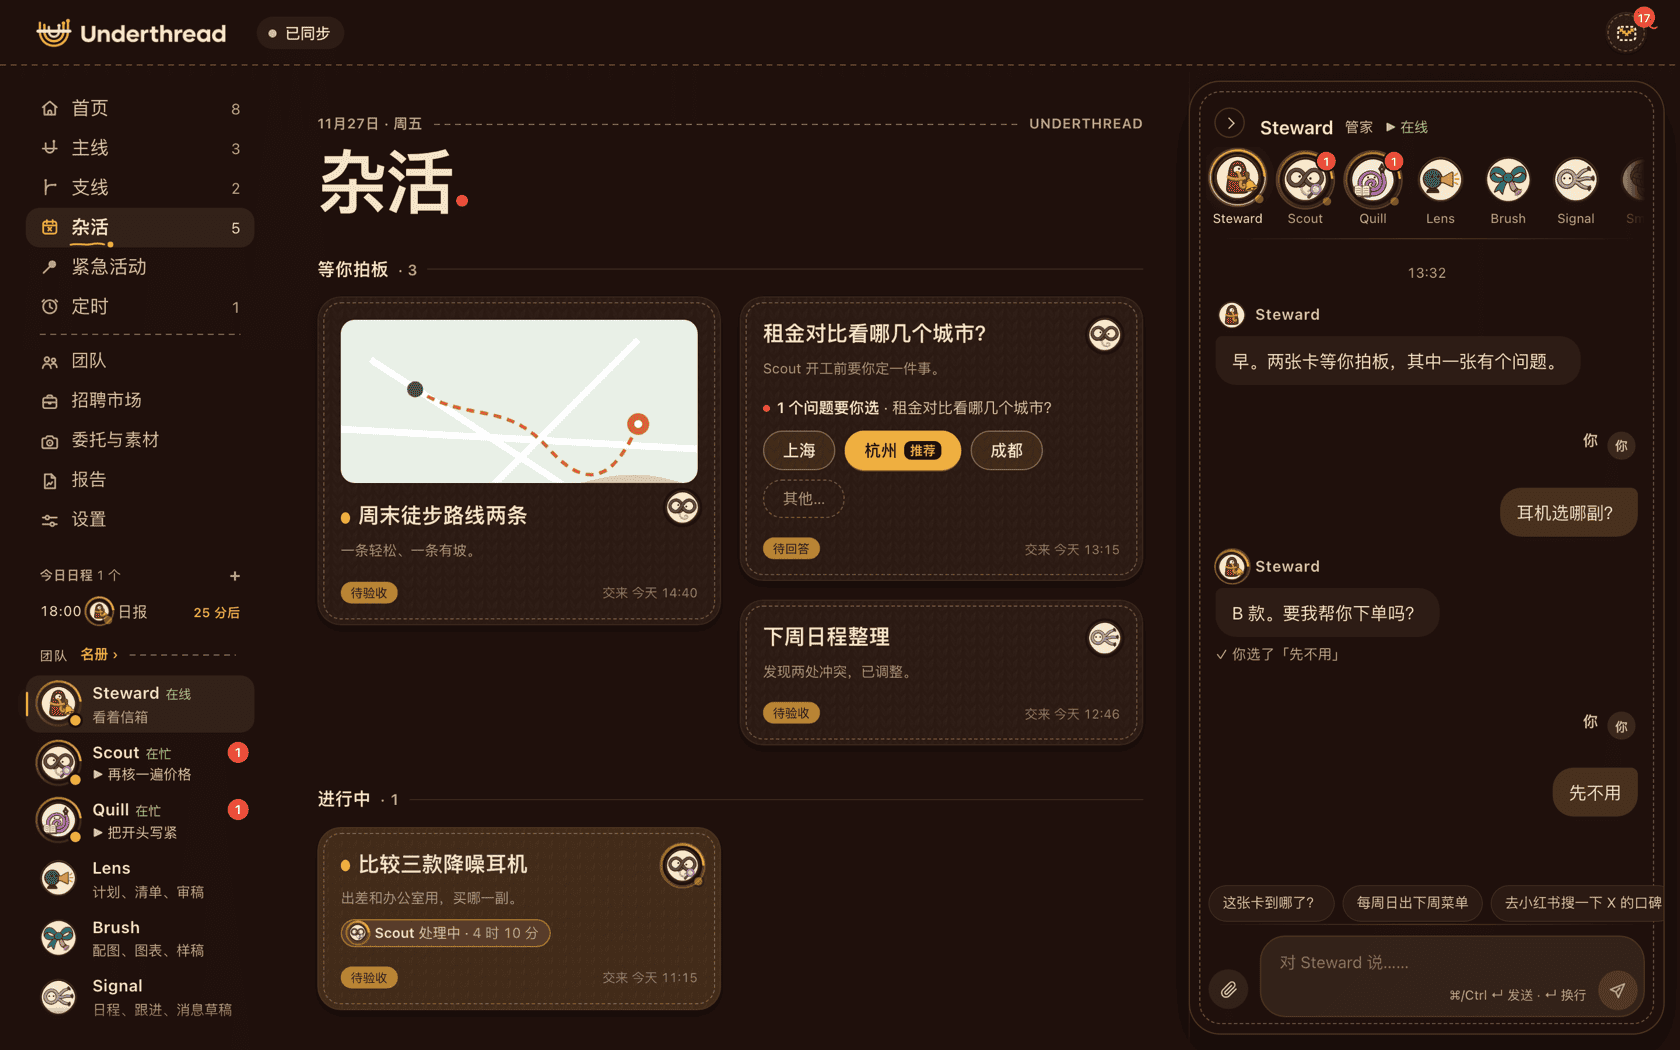 Underthread
已同步
17
首页 8
主线 3
支线 2
杂活 5
紧急活动
定时 1
团队
招聘市场
委托与素材
报告
设置
今日日程 1 个 +
18:00 日报 25 分后
团队 名册 ›
Steward 在线
看着信箱
Scout 在忙 1
▶ 再核一遍价格
Quill 在忙 1
▶ 把开头写紧
Lens
计划、清单、审稿
Brush
配图、图表、样稿
Signal
日程、跟进、消息草稿
11月27日 · 周五 UNDERTHREAD
杂活.
等你拍板 · 3
周末徒步路线两条
一条轻松、一条有坡。
待验收 交来 今天 14:40
租金对比看哪几个城市?
Scout 开工前要你定一件事。
1 个问题要你选 · 租金对比看哪几个城市?
上海 杭州 推荐 成都
其他...
待回答 交来 今天 13:15
下周日程整理
发现两处冲突，已调整。
待验收 交来 今天 12:46
进行中 · 1
比较三款降噪耳机
出差和办公室用，买哪一副。
Scout 处理中 · 4 时 10 分
待验收 交来 今天 11:15
Steward 管家 ▶ 在线
1 1
Steward Scout Quill Lens Brush Signal
13:32
Steward
早。两张卡等你拍板，其中一张有个问题。
你 你
耳机选哪副?
Steward
B 款。要我帮你下单吗?
✓ 你选了「先不用」
你 你
先不用
这张卡到哪了? 每周日出下周菜单 去小红书搜一下 X 的口碑
对 Steward 说……
⌘/Ctrl ↵ 发送 · ↵ 换行